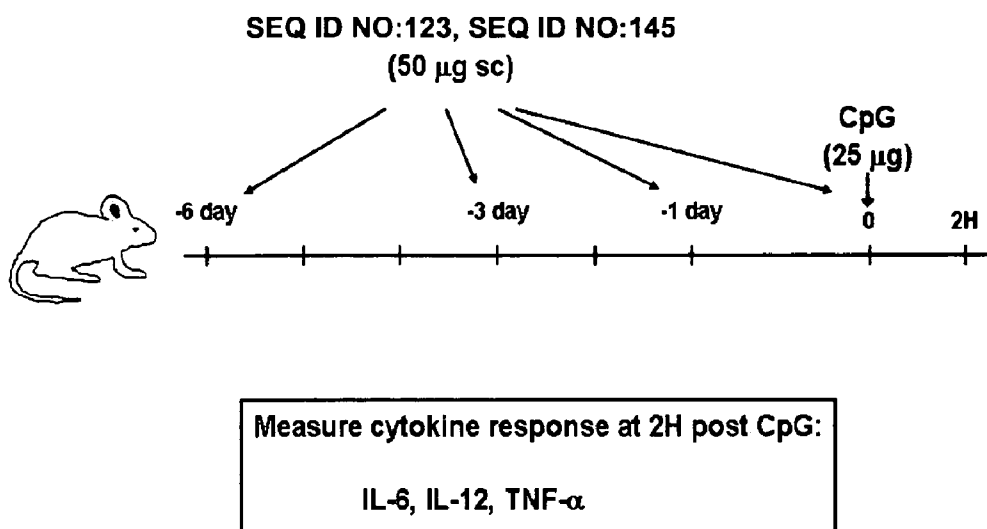 SEQ ID NO:123, SEQ ID NO:145
(50 μg sc)
CpG
(25 μg)
-6 day
-3 day
-1 day
0
2H
Measure cytokine response at 2H post CpG:
IL-6, IL-12, TNF-α